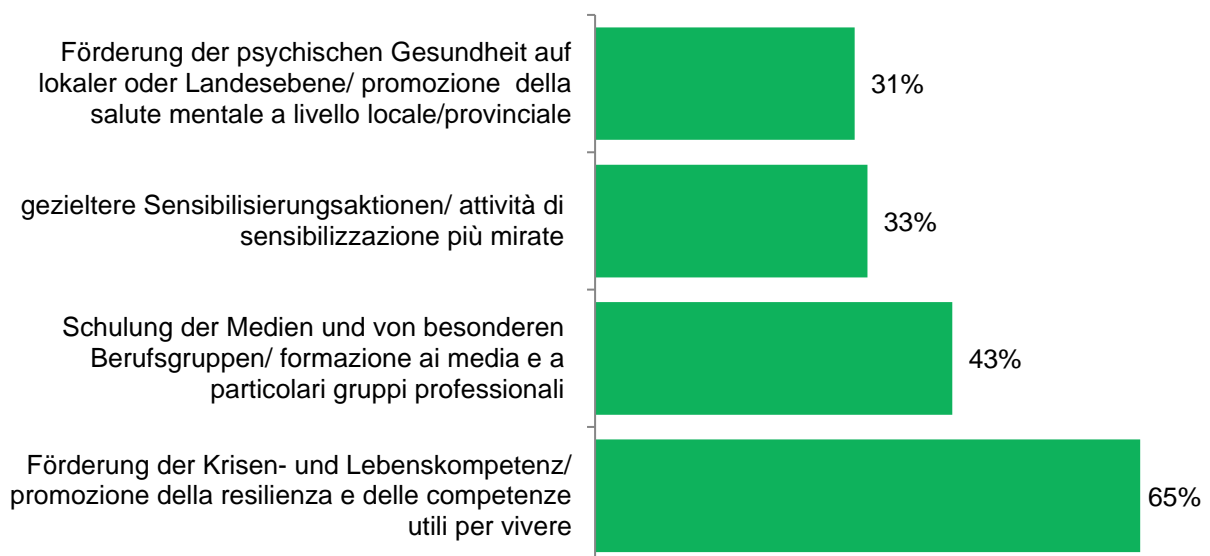 Förderung der psychischen Gesundheit auf
lokaler oder Landesebene/ promozione della
salute mentale a livello locale/provinciale
31%
gezieltere Sensibilisierungsaktionen/ attività di
sensibilizzazione più mirate
33%
Schulung der Medien und von besonderen
Berufsgruppen/ formazione ai media e a
particolari gruppi professionali
43%
Förderung der Krisen- und Lebenskompetenz/
promozione della resilienza e delle competenze
utili per vivere
65%